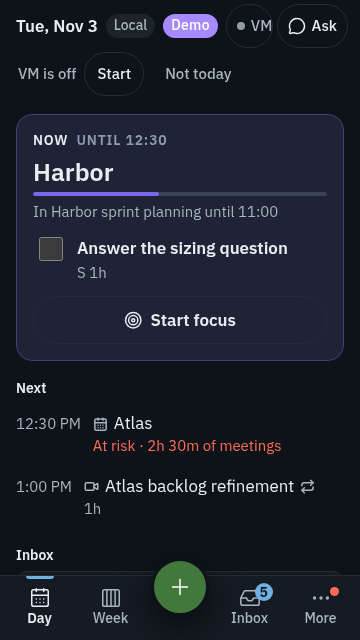 Tue, Nov 3 Local Demo VM Ask
VM is off Start Not today
NOW UNTIL 12:30
Harbor
In Harbor sprint planning until 11:00
Answer the sizing question
S 1h
Start focus
Next
12:30 PM Atlas
At risk · 2h 30m of meetings
1:00 PM Atlas backlog refinement
1h
Inbox
5
Day Week Inbox More